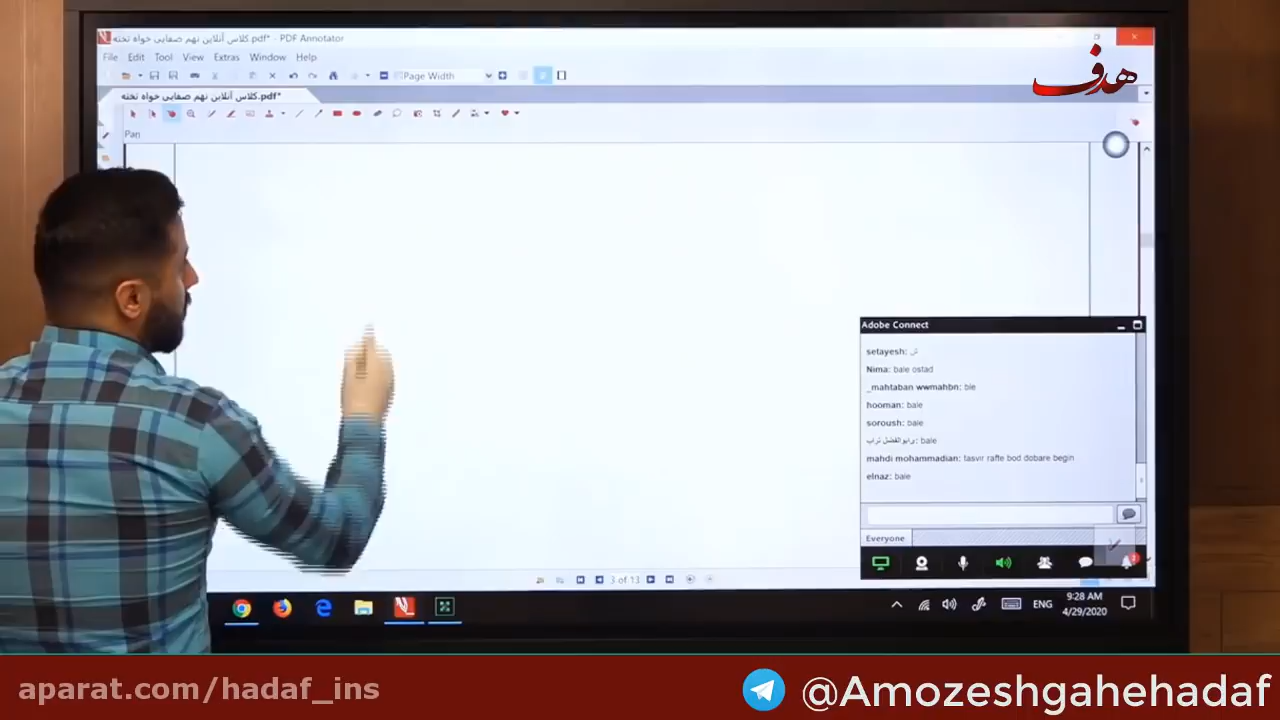 کلاس آنلاین نهم صفایی خواه تخته.pdf* - PDF Annotator
هدف
File Edit Tool View Extras Window Help
Page Width
کلاس آنلاین نهم صفایی خواه تخته.pdf*
Pan
Adobe Connect
setayesh: ش
Nima: bale ostad
_mahtaban wwmahbn: ble
hooman: bale
soroush: bale
bale
mahdi mohammadian: tasvir rafte bod dobare begin
elnaz: bale
Everyone
3 of 13
ENG
9:28 AM
4/29/2020
aparat.com/hadaf_ins
@Amozeshgahehadaf